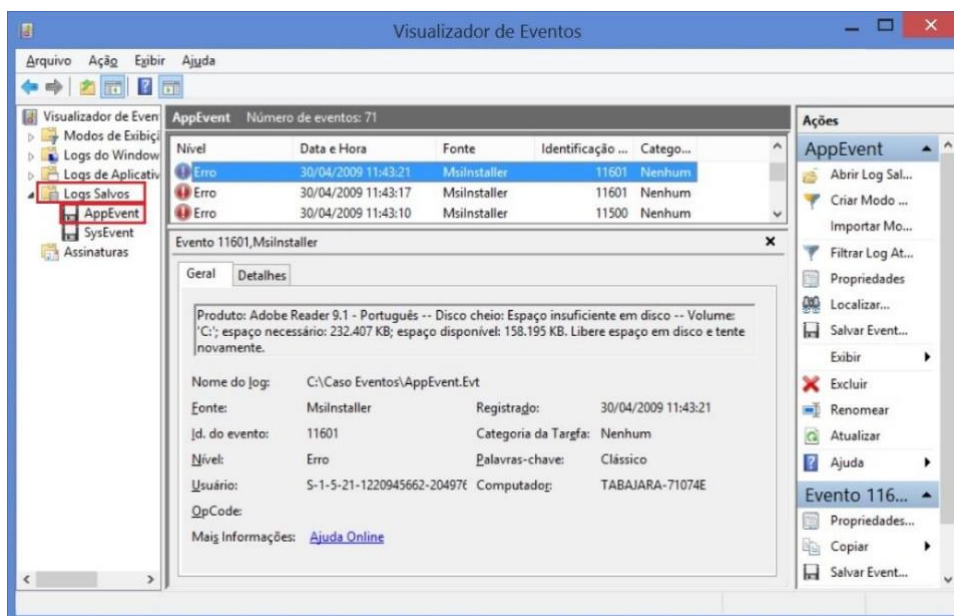 Visualizador de Eventos
Arquivo Ação Exibir Ajuda
Visualizador de Even
Modos de Exibiçã
Logs do Window
Logs de Aplicativ
Logs Salvos
AppEvent
SysEvent
Assinaturas
AppEvent Número de eventos: 71
Nível Data e Hora Fonte Identificação ... Catego...
Erro 30/04/2009 11:43:21 MsiInstaller 11601 Nenhum
Erro 30/04/2009 11:43:17 MsiInstaller 11601 Nenhum
Erro 30/04/2009 11:43:10 MsiInstaller 11500 Nenhum
Evento 11601,MsiInstaller
Geral Detalhes
Produto: Adobe Reader 9.1 - Português -- Disco cheio: Espaço insuficiente em disco -- Volume:
'C:'; espaço necessário: 232.407 KB; espaço disponível: 158.195 KB. Libere espaço em disco e tente
novamente.
Nome do log: C:\Caso Eventos\AppEvent.Evt
Fonte: MsiInstaller Registrado: 30/04/2009 11:43:21
Id. do evento: 11601 Categoria da Tarefa: Nenhum
Nível: Erro Palavras-chave: Clássico
Usuário: S-1-5-21-1220945662-204976 Computador: TABAJARA-71074E
OpCode:
Mais Informações: Ajuda Online
Ações
AppEvent
Abrir Log Sal...
Criar Modo ...
Importar Mo...
Filtrar Log At...
Propriedades
Localizar...
Salvar Event...
Exibir
Excluir
Renomear
Atualizar
Ajuda
Evento 116...
Propriedades...
Copiar
Salvar Event...